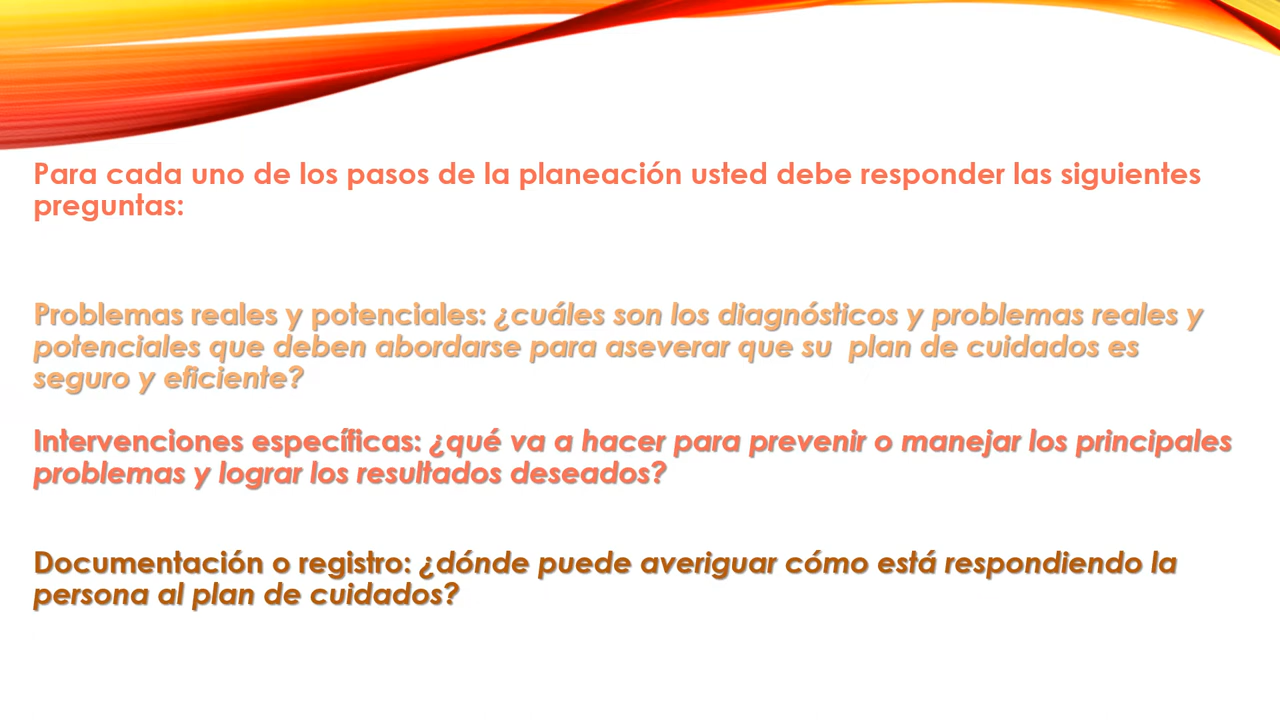 Para cada uno de los pasos de la planeación usted debe responder las siguientes
preguntas:
Problemas reales y potenciales: ¿cuáles son los diagnósticos y problemas reales y
potenciales que deben abordarse para aseverar que su  plan de cuidados es
seguro y eficiente?
Intervenciones específicas: ¿qué va a hacer para prevenir o manejar los principales
problemas y lograr los resultados deseados?
Documentación o registro: ¿dónde puede averiguar cómo está respondiendo la
persona al plan de cuidados?